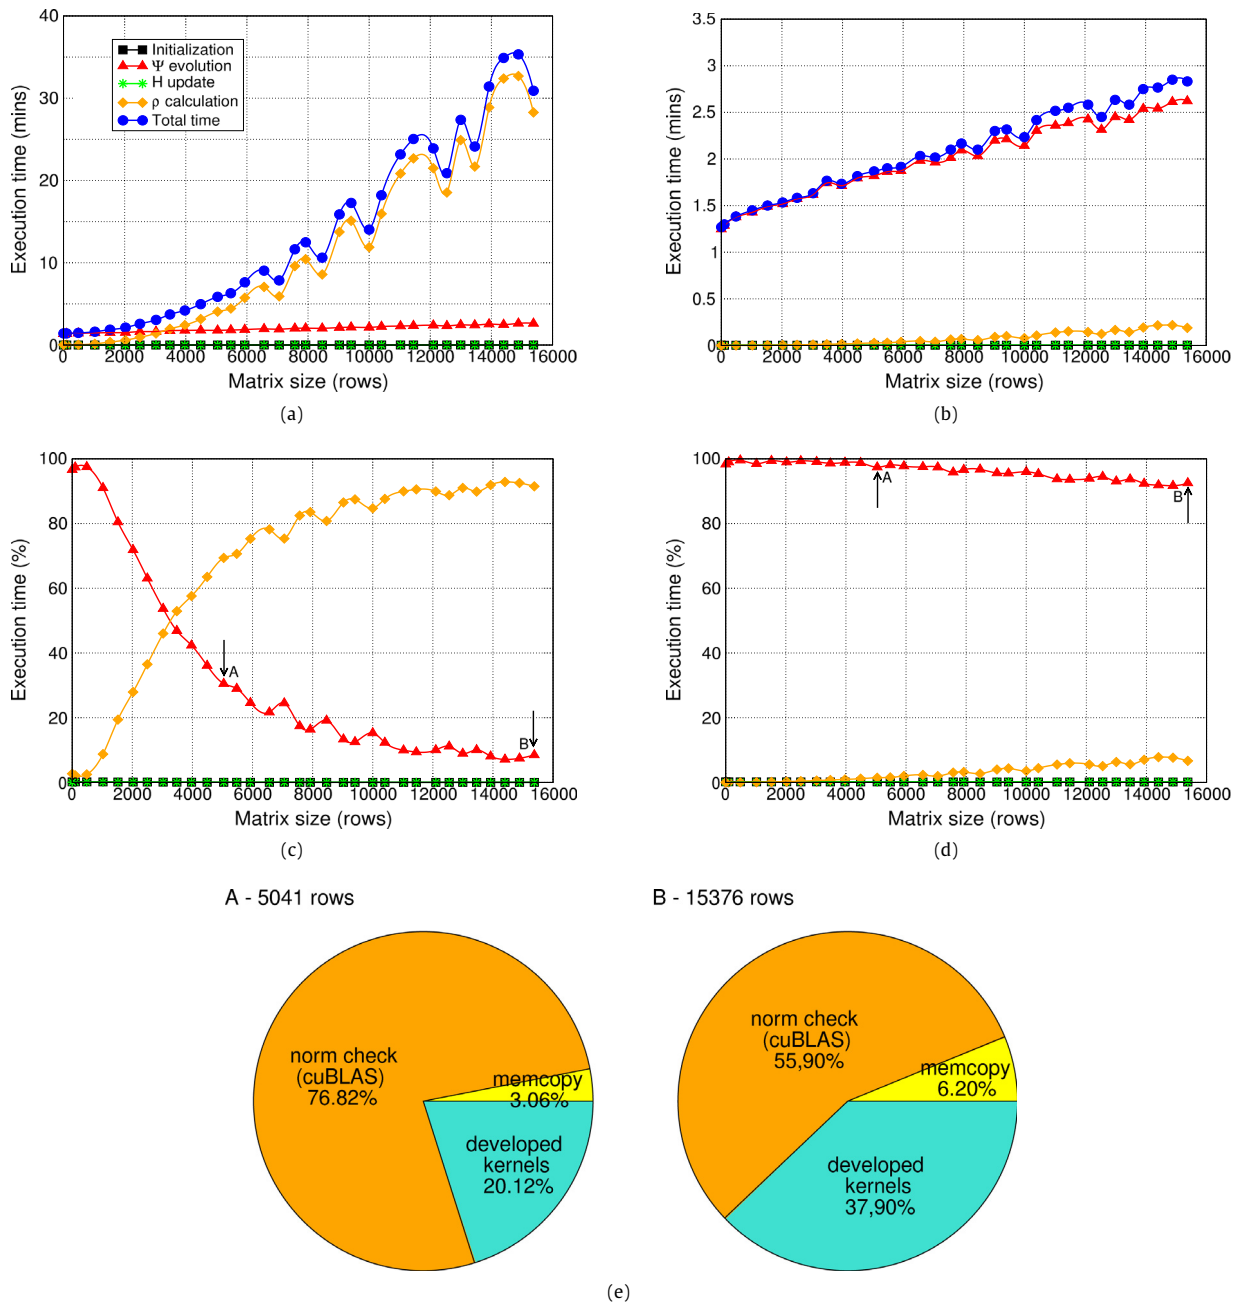 40
30
20
10
0
Execution time (mins)
Initialization
Ψ evolution
H update
ρ calculation
Total time
0 2000 4000 6000 8000 10000 12000 14000 16000
Matrix size (rows)
(a)
3.5
3
2.5
2
1.5
1
0.5
0
Execution time (mins)
0 2000 4000 6000 8000 10000 12000 14000 16000
Matrix size (rows)
(b)
100
80
60
40
20
0
Execution time (%)
A
B
0 2000 4000 6000 8000 10000 12000 14000 16000
Matrix size (rows)
(c)
100
80
60
40
20
0
Execution time (%)
A
B
0 2000 4000 6000 8000 10000 12000 14000 16000
Matrix size (rows)
(d)
A - 5041 rows
norm check
(cuBLAS)
76.82%
memcopy
3.06%
developed
kernels
20.12%
B - 15376 rows
norm check
(cuBLAS)
55,90%
memcopy
6.20%
developed
kernels
37,90%
(e)